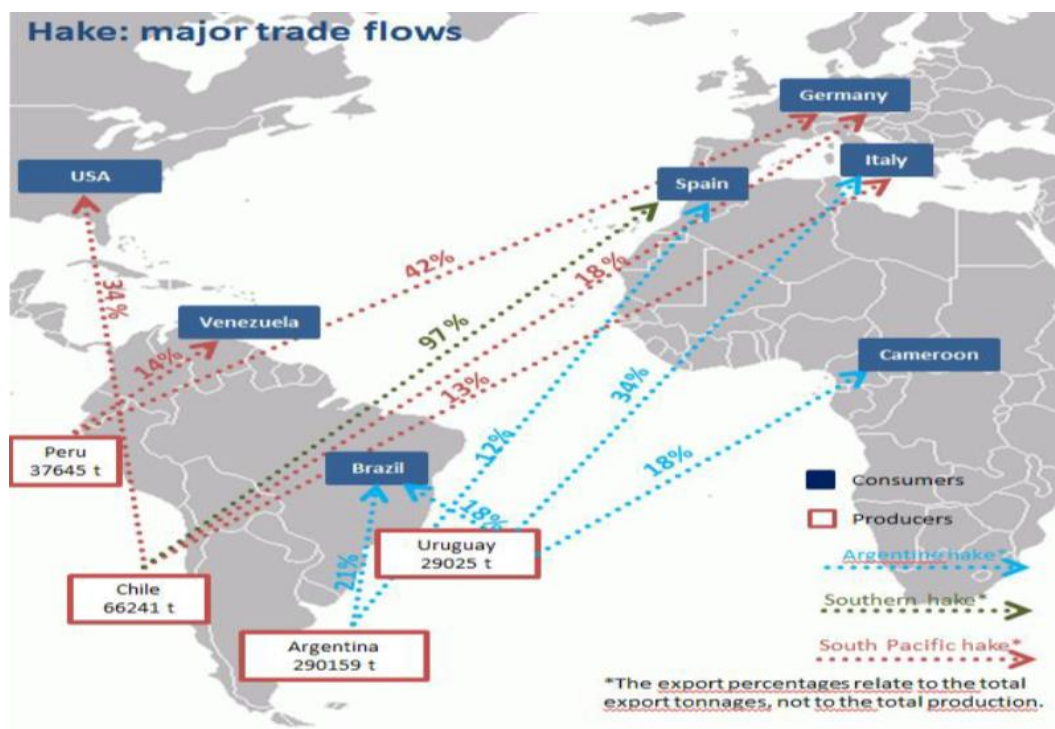 Hake: major trade flows
Germany
Italy
USA
Spain
42%
18%
34%
Venezuela
97%
14%
Cameroon
13%
34%
Peru
37645 t
12%
18%
Brazil
Consumers
18%
Producers
Uruguay
29025 t
Argentine hake*
21%
Chile
66241 t
Southern hake*
Argentina
290159 t
South Pacific hake*
*The export percentages relate to the total
export tonnages, not to the total production.